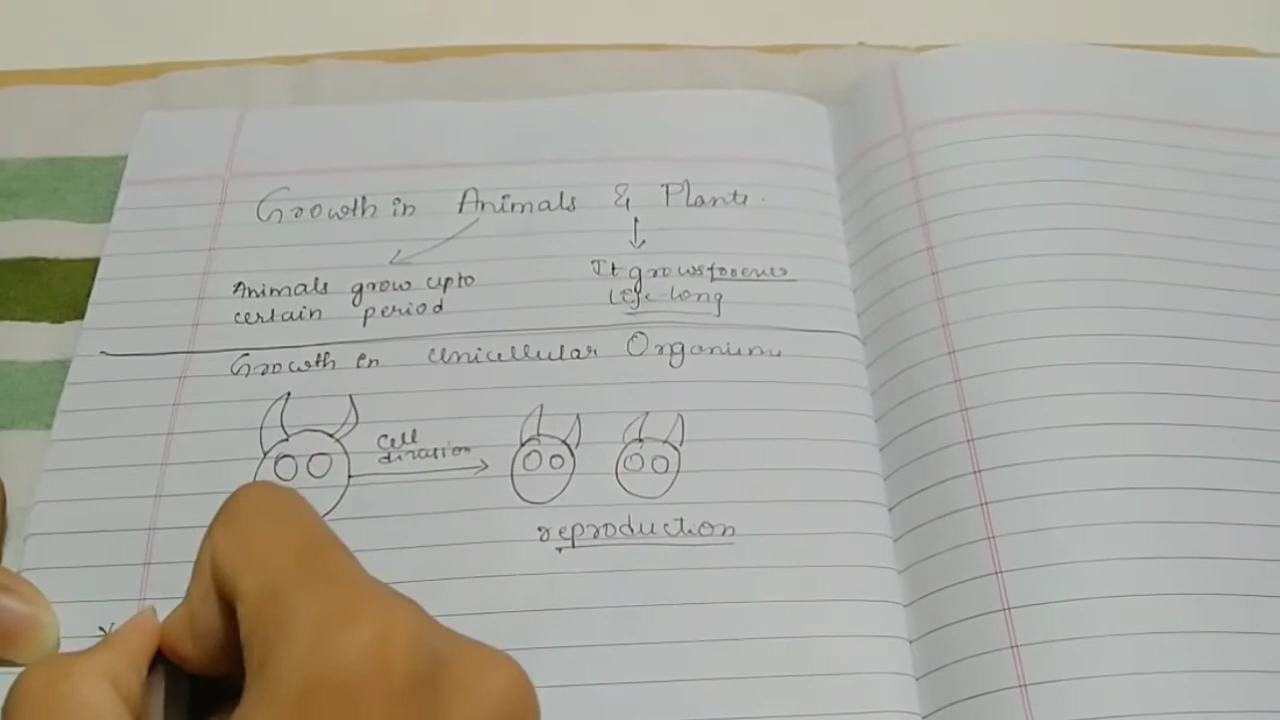 Growth in Animals & Plants.
Animals grow upto
certain period
It grows forever
life long
Growth in Unicellular Organisms
Cell
division
reproduction